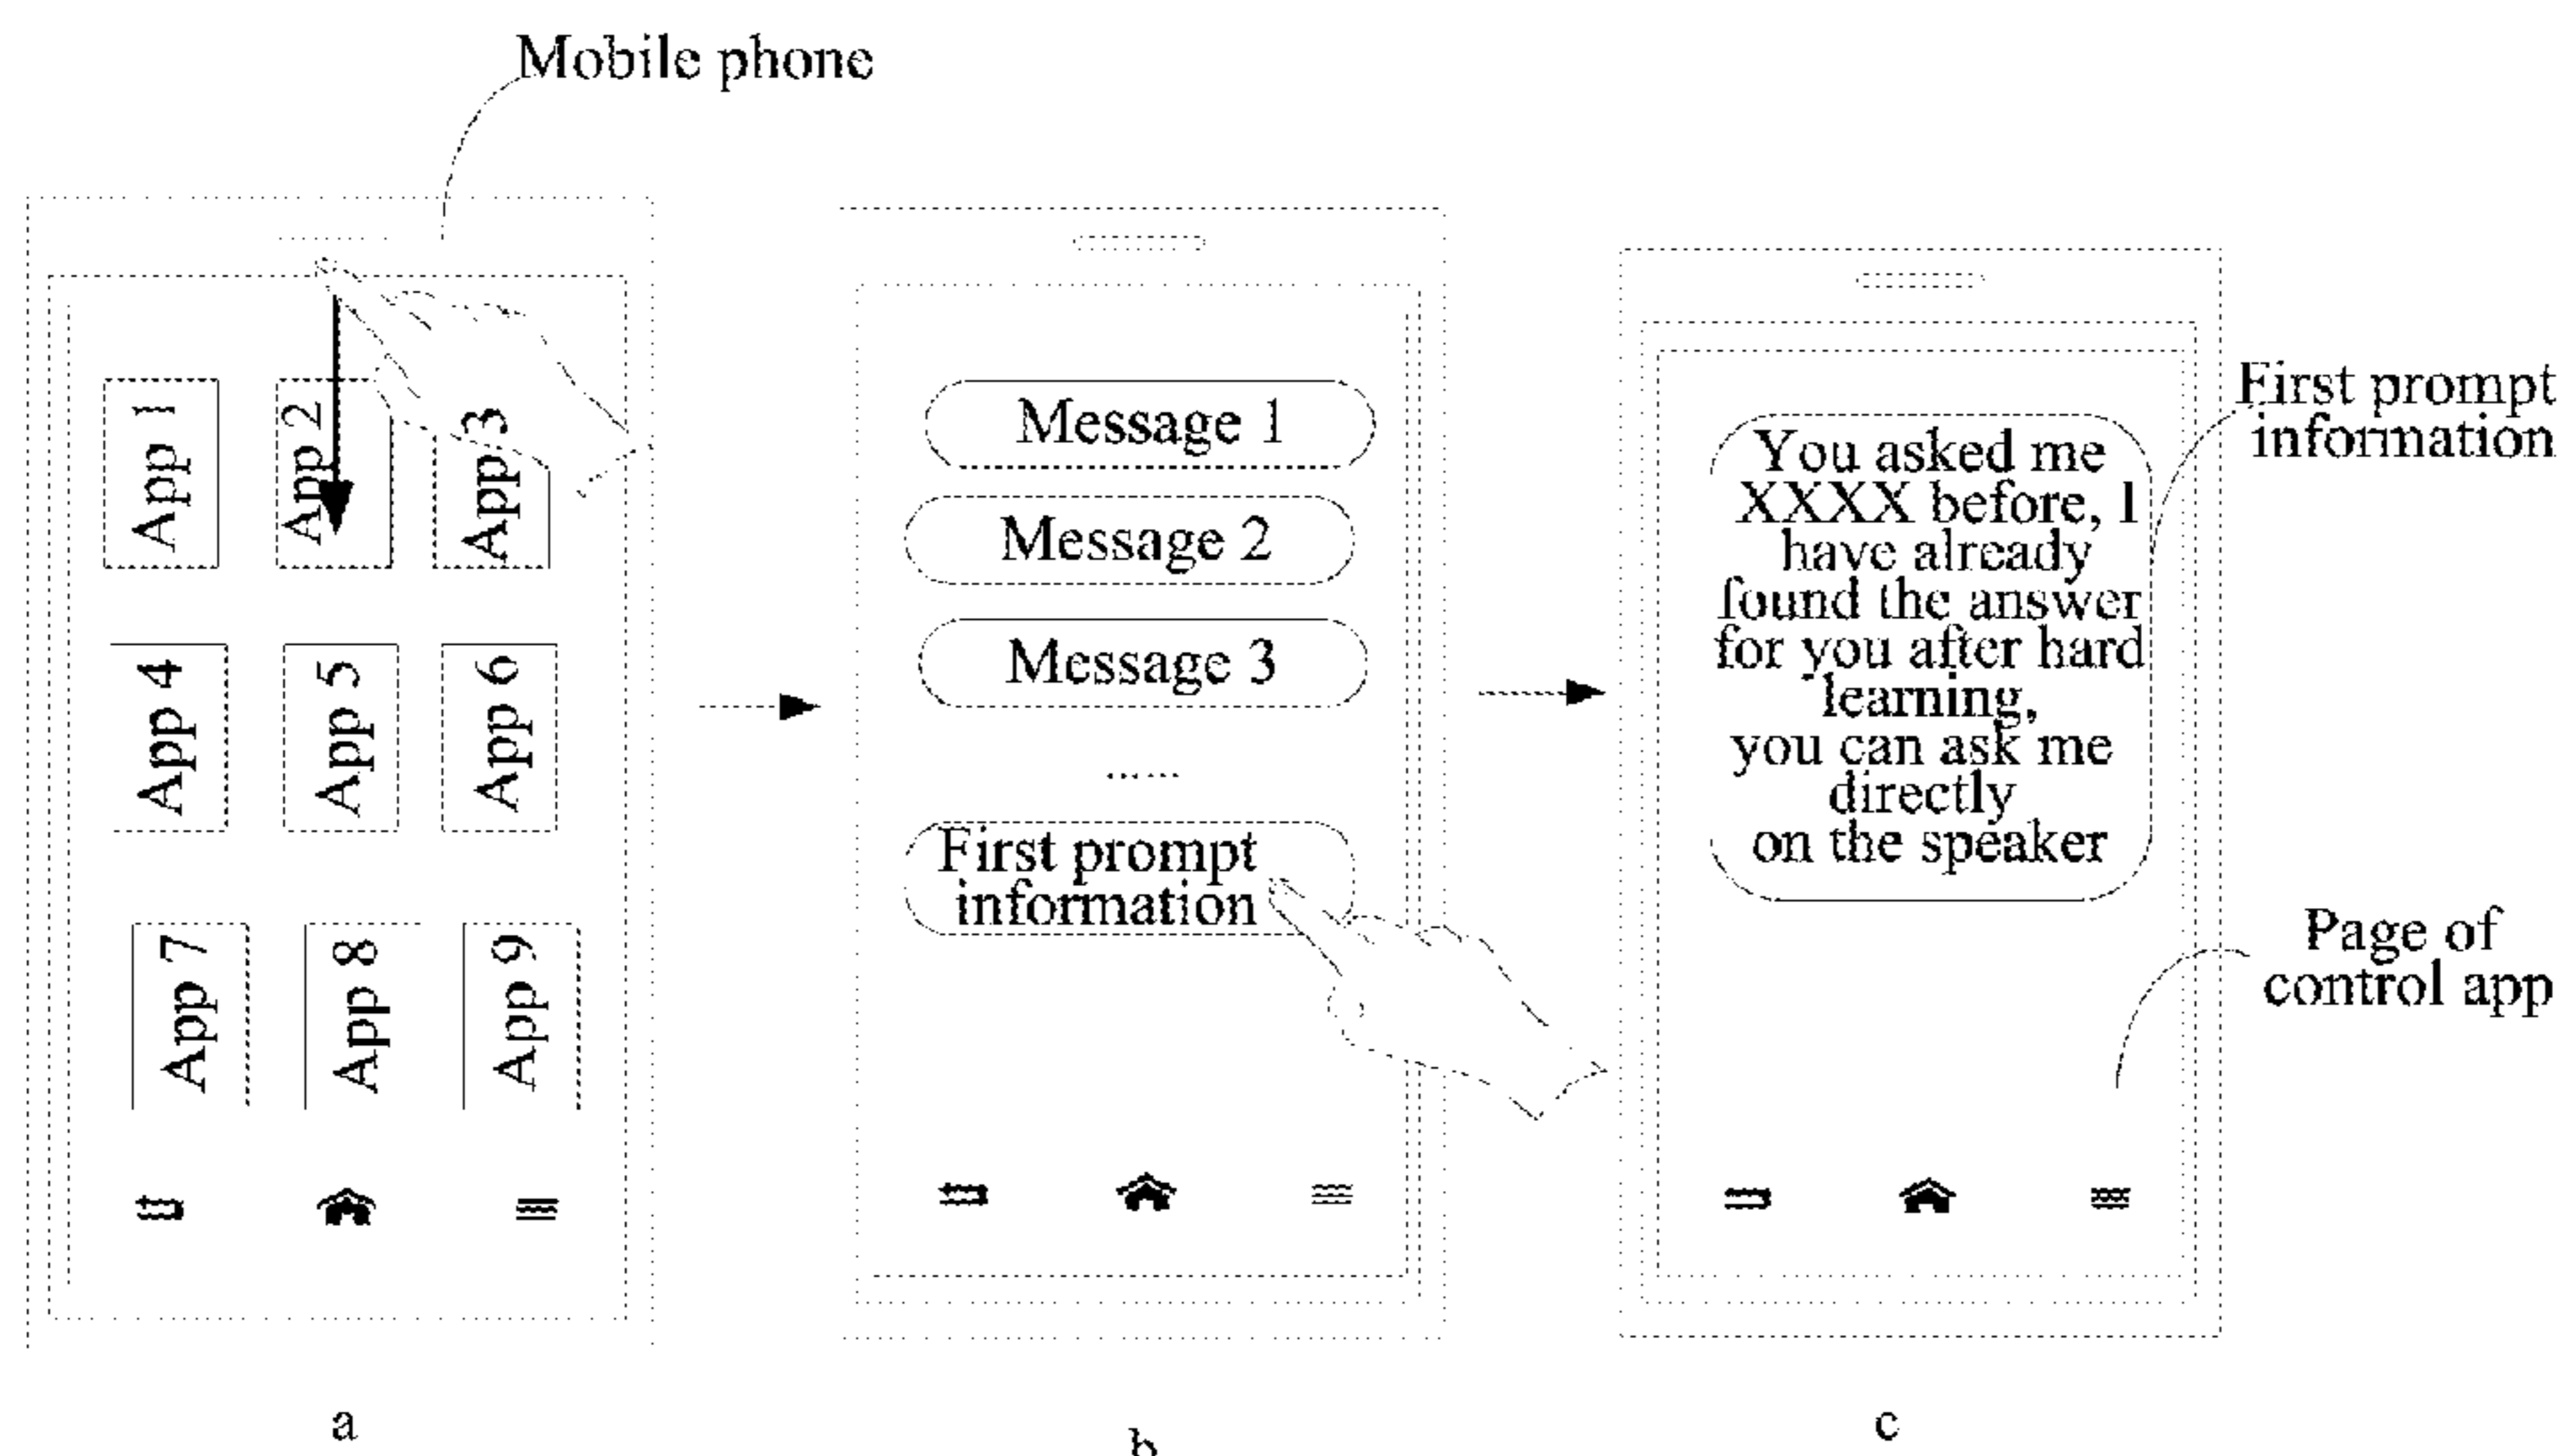 Mobile phone
App 1
App 2
App 3
App 4
App 5
App 6
App 7
App 8
App 9
a
Message 1
Message 2
Message 3
......
First prompt
information
b
You asked me
XXXX before, I
have already
found the answer
for you after hard
learning,
you can ask me
directly
on the speaker
First prompt
information
Page of
control app
c